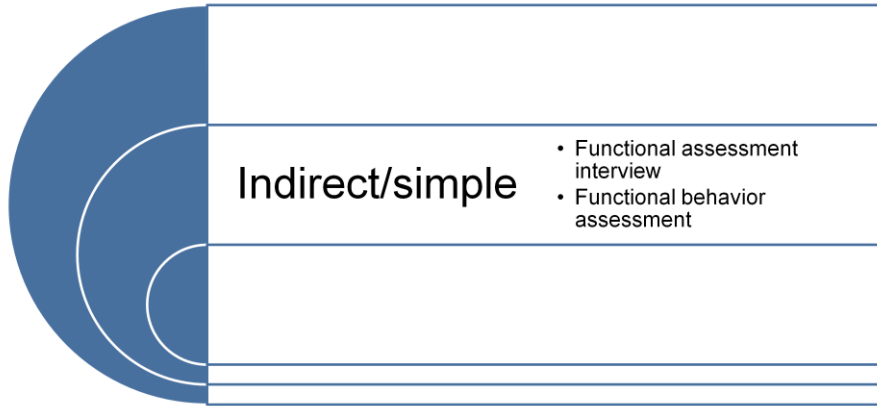 Indirect/simple
• Functional assessment
interview
• Functional behavior
assessment